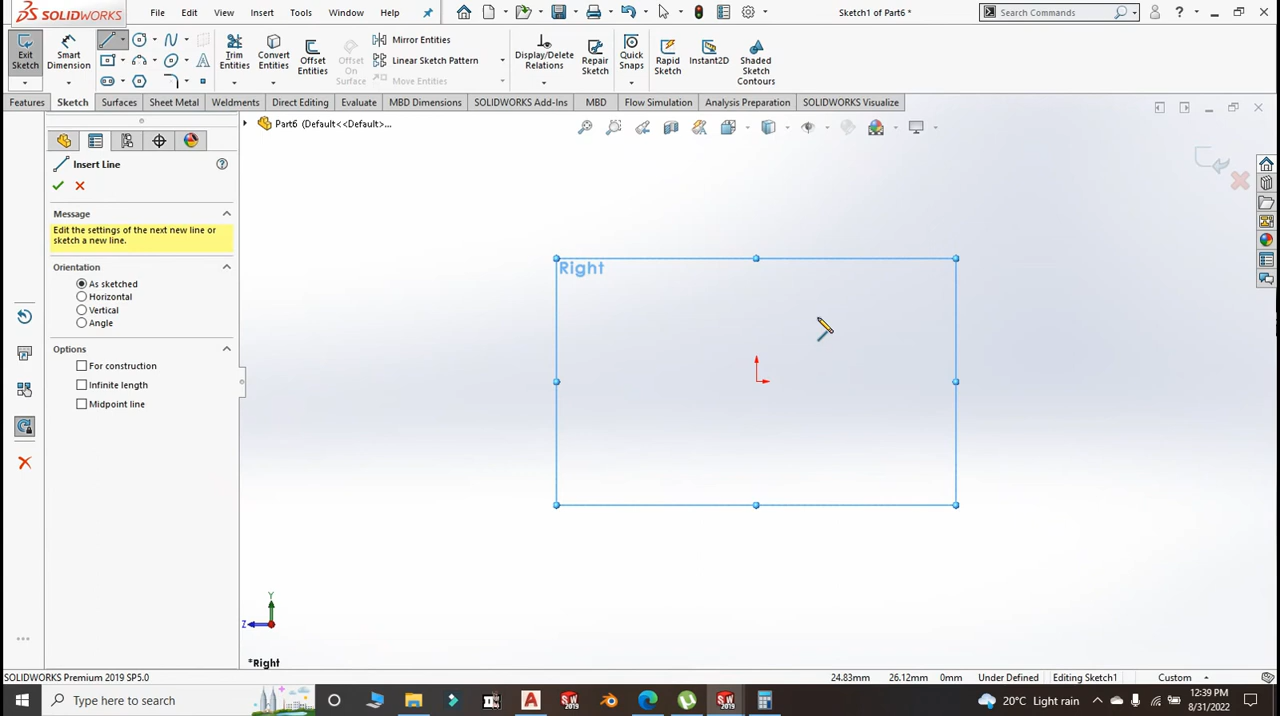 SOLIDWORKS
File Edit View Insert Tools Window
Sketch1 of Part6 *
Search Commands
Exit Sketch
Smart Dimension
Trim Entities
Convert Entities
Offset Entities
Offset On Surface
Mirror Entities
Linear Sketch Pattern
Move Entities
Display/Delete Relations
Repair Sketch
Quick Snaps
Rapid Sketch
Instant2D
Shaded Sketch Contours
Features Sketch Surfaces Sheet Metal Weldments Direct Editing Evaluate MBD Dimensions SOLIDWORKS Add-Ins MBD Flow Simulation Analysis Preparation SOLIDWORKS Visualize
Part6 (Default<<Default>...
Insert Line
Message
Edit the settings of the next new line or
sketch a new line.
Orientation
As sketched
Horizontal
Vertical
Angle
Options
For construction
Infinite length
Midpoint line
Right
Y
Z
*Right
SOLIDWORKS Premium 2019 SP5.0
24.83mm 26.12mm 0mm Under Defined Editing Sketch1 Custom
Type here to search
20°C Light rain
12:39 PM
8/31/2022